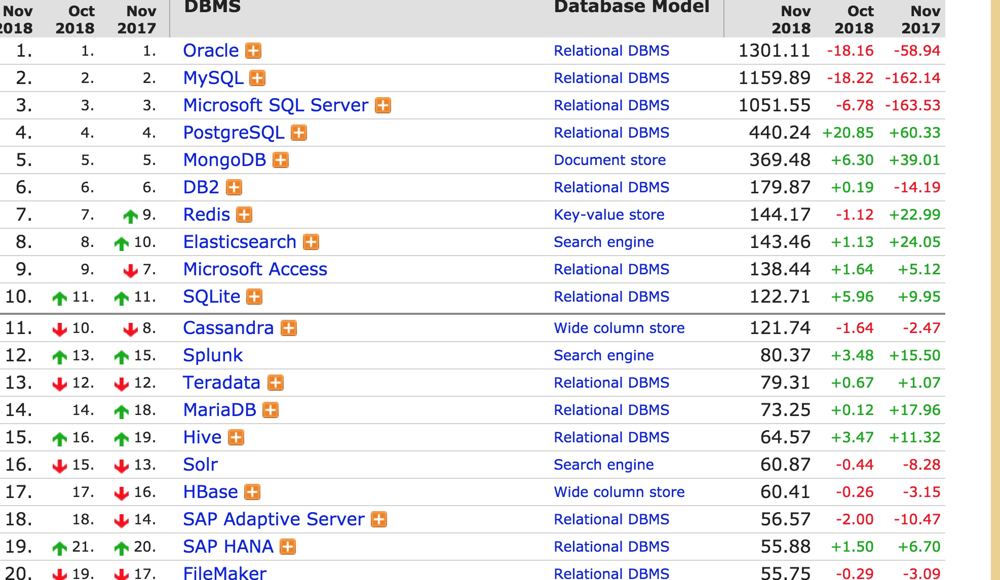 Nov Oct Nov DBMS Database Model Nov Oct Nov
2018 2018 2017 2018 2018 2017
1. 1. 1. Oracle Relational DBMS 1301.11 -18.16 -58.94
2. 2. 2. MySQL Relational DBMS 1159.89 -18.22 -162.14
3. 3. 3. Microsoft SQL Server Relational DBMS 1051.55 -6.78 -163.53
4. 4. 4. PostgreSQL Relational DBMS 440.24 +20.85 +60.33
5. 5. 5. MongoDB Document store 369.48 +6.30 +39.01
6. 6. 6. DB2 Relational DBMS 179.87 +0.19 -14.19
7. 7. 9. Redis Key-value store 144.17 -1.12 +22.99
8. 8. 10. Elasticsearch Search engine 143.46 +1.13 +24.05
9. 9. 7. Microsoft Access Relational DBMS 138.44 +1.64 +5.12
10. 11. 11. SQLite Relational DBMS 122.71 +5.96 +9.95
11. 10. 8. Cassandra Wide column store 121.74 -1.64 -2.47
12. 13. 15. Splunk Search engine 80.37 +3.48 +15.50
13. 12. 12. Teradata Relational DBMS 79.31 +0.67 +1.07
14. 14. 18. MariaDB Relational DBMS 73.25 +0.12 +17.96
15. 16. 19. Hive Relational DBMS 64.57 +3.47 +11.32
16. 15. 13. Solr Search engine 60.87 -0.44 -8.28
17. 17. 16. HBase Wide column store 60.41 -0.26 -3.15
18. 18. 14. SAP Adaptive Server Relational DBMS 56.57 -2.00 -10.47
19. 21. 20. SAP HANA Relational DBMS 55.88 +1.50 +6.70
20. 19. 17. FileMaker Relational DBMS 55.75 -0.29 -3.09